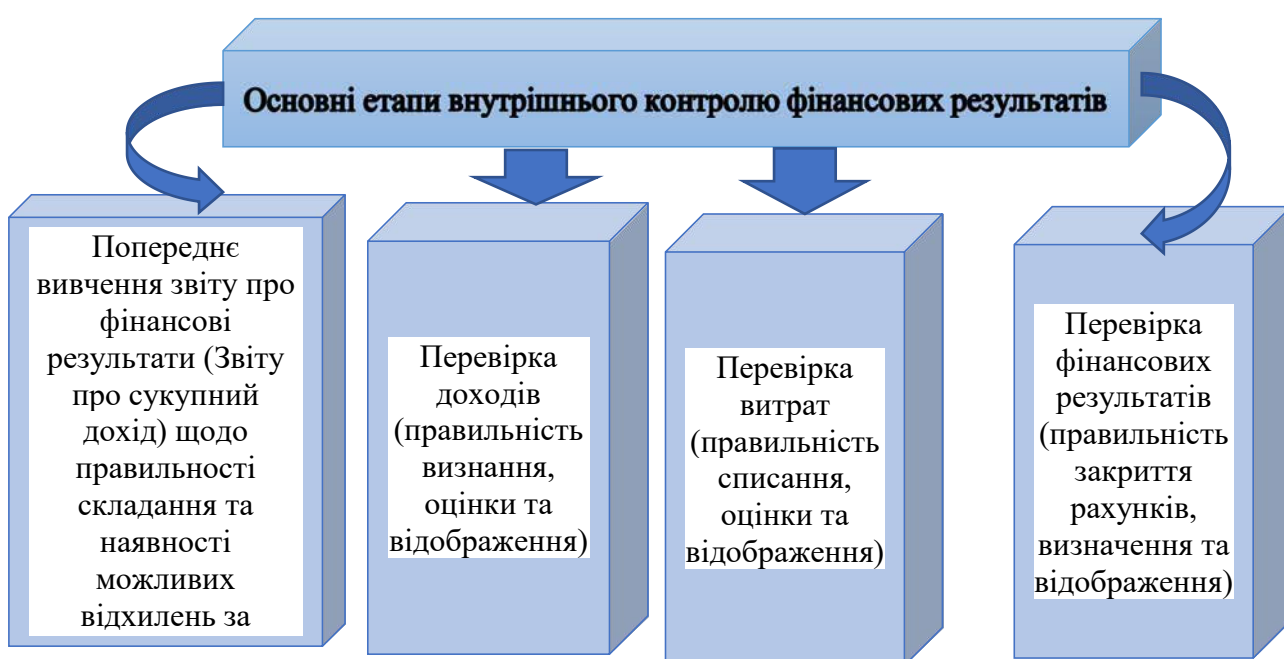 Основні етапи внутрішнього контролю фінансових результатів
Попереднє
вивчення звіту про
фінансові
результати (Звіту
про сукупний
дохід) щодо
правильності
складання та
наявності
можливих
відхилень за
Перевірка
доходів
(правильність
визнання,
оцінки та
відображення)
Перевірка
витрат
(правильність
списання,
оцінки та
відображення)
Перевірка
фінансових
результатів
(правильність
закриття
рахунків,
визначення та
відображення)